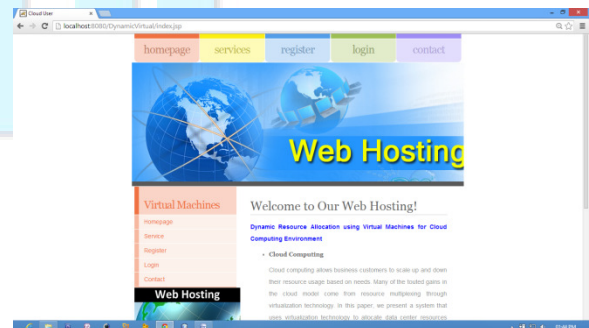 Cloud User
localhost:8080/DynamicVirtual/index.jsp
homepage services register login contact
Web Hosting
Virtual Machines
Homepage
Service
Register
Login
Contact
Web Hosting
Welcome to Our Web Hosting!
Dynamic Resource Allocation using Virtual Machines for Cloud
Computing Environment
Cloud Computing
Cloud computing allows business customers to scale up and down
their resource usage based on needs. Many of the touted gains in
the cloud model come from resource multiplexing through
virtualization technology. In this paper, we present a system that
uses virtualization technology to allocate data center resources